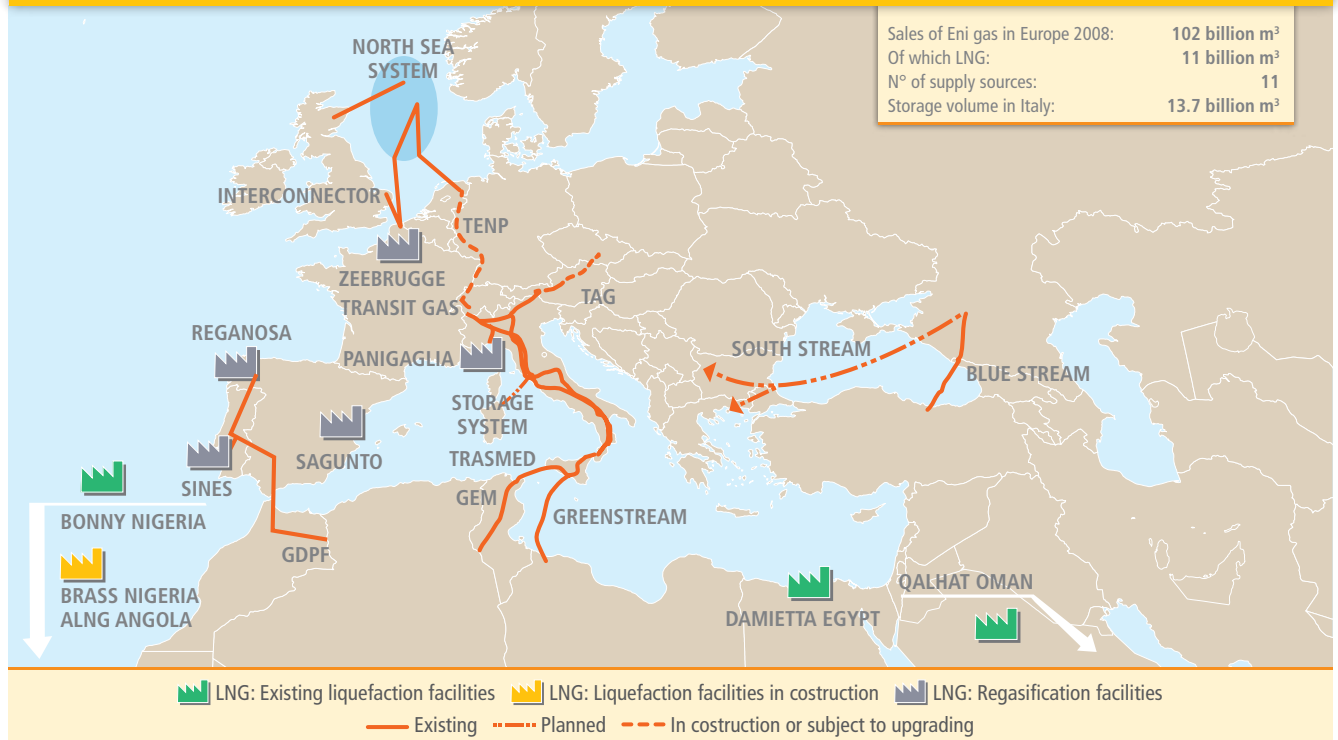 Sales of Eni gas in Europe 2008: 102 billion m³
Of which LNG: 11 billion m³
N° of supply sources: 11
Storage volume in Italy: 13.7 billion m³
NORTH SEA
SYSTEM
INTERCONNECTOR
TENP
ZEEBRUGGE
TRANSIT GAS
TAG
REGANOSA
PANIGAGLIA
SOUTH STREAM
BLUE STREAM
STORAGE
SYSTEM
SAGUNTO
TRASMED
SINES
GEM
GREENSTREAM
BONNY NIGERIA
GDPF
BRASS NIGERIA
ALNG ANGOLA
DAMIETTA EGYPT
QALHAT OMAN
LNG: Existing liquefaction facilities LNG: Liquefaction facilities in costruction LNG: Regasification facilities
Existing Planned In costruction or subject to upgrading